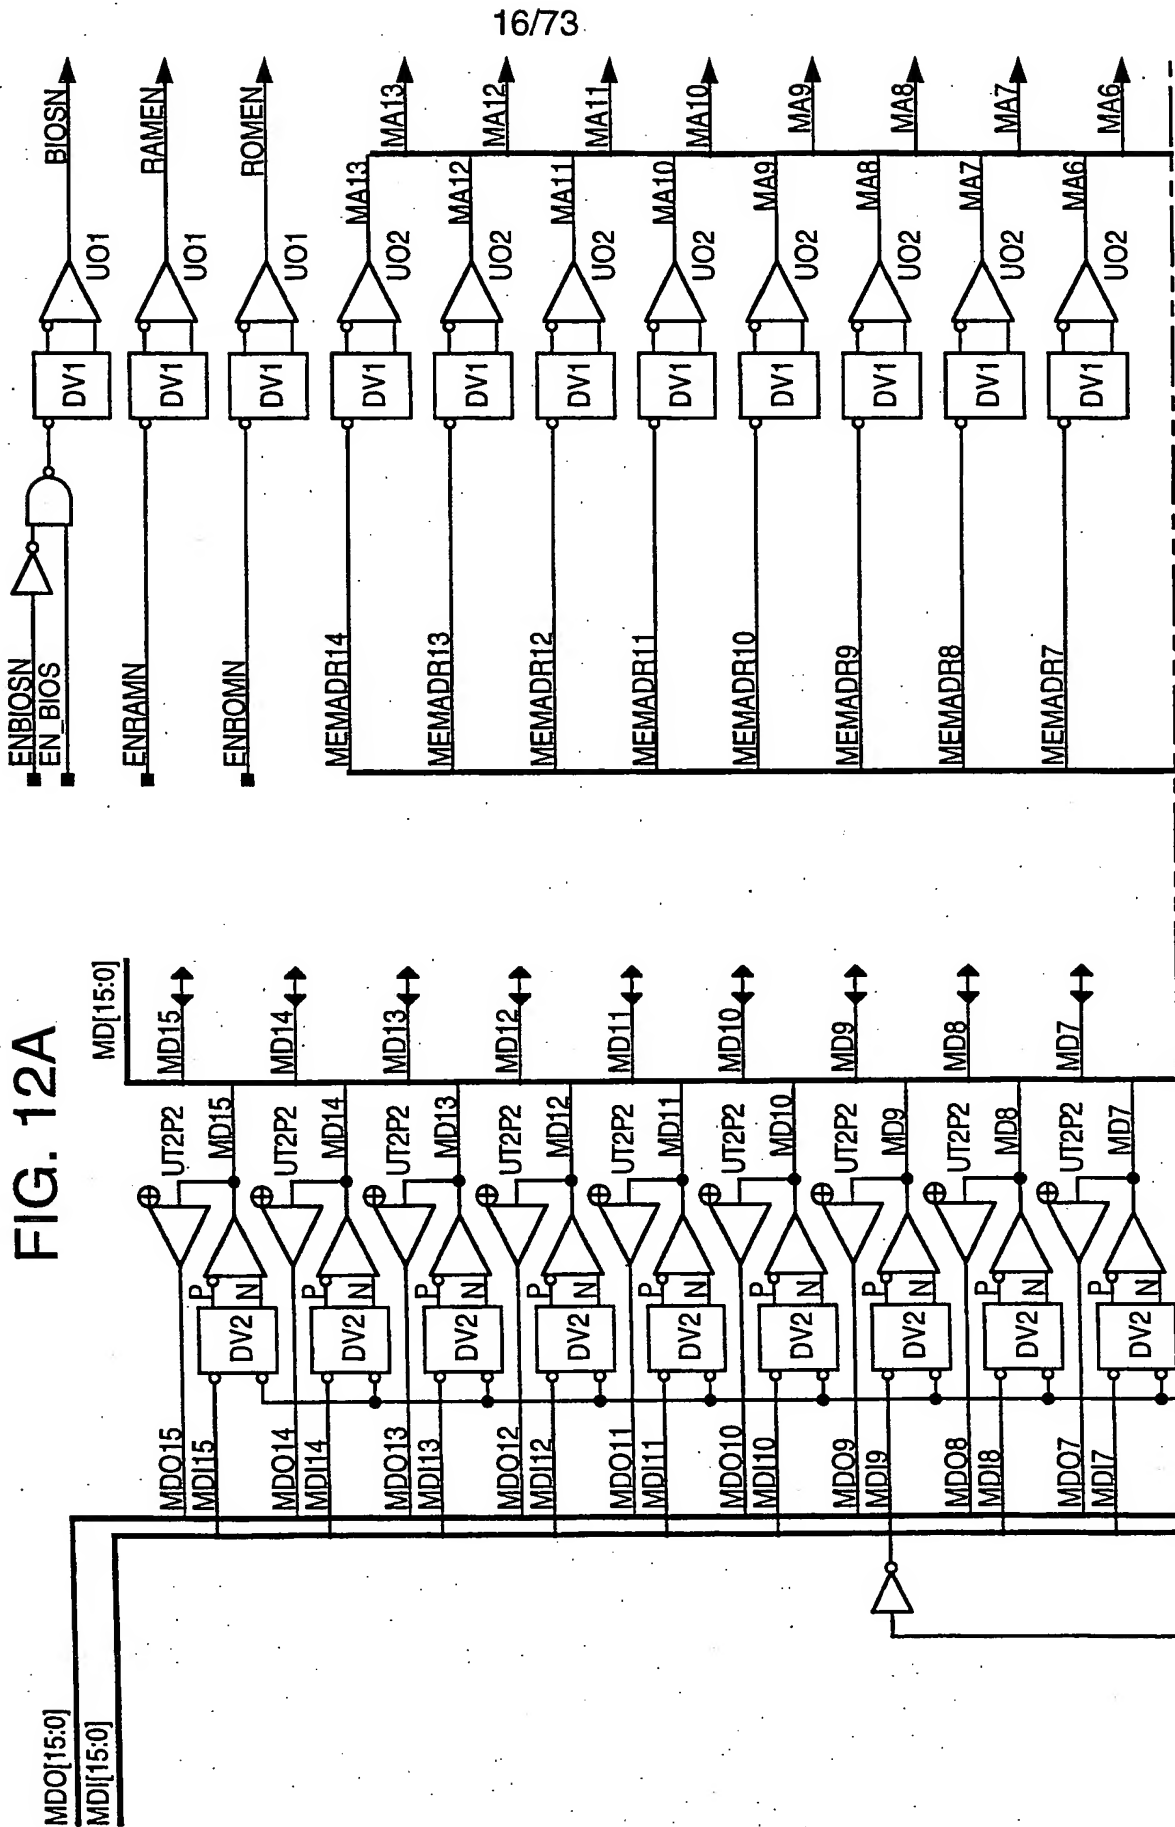 16/73
FIG. 12A
MDO[15:0]
MDI[15:0]
MD[15:0]
MDO15
MDI15
DV2
P
N
UT2P2
MD15
MD15
MDO14
MDI14
DV2
P
N
UT2P2
MD14
MD14
MDO13
MDI13
DV2
P
N
UT2P2
MD13
MD13
MDO12
MDI12
DV2
P
N
UT2P2
MD12
MD12
MDO11
MDI11
DV2
P
N
UT2P2
MD11
MD11
MDO10
MDI10
DV2
P
N
UT2P2
MD10
MD10
MDO9
MDI9
DV2
P
N
UT2P2
MD9
MD9
MDO8
MDI8
DV2
P
N
UT2P2
MD8
MD8
MDO7
MDI7
DV2
P
N
UT2P2
MD7
MD7
ENBIOSN
EN_BIOS
DV1
UO1
BIOSN
ENRAMN
DV1
UO1
RAMEN
ENROMN
DV1
UO1
ROMEN
MEMADR14
DV1
UO2
MA13
MA13
MEMADR13
DV1
UO2
MA12
MA12
MEMADR12
DV1
UO2
MA11
MA11
MEMADR11
DV1
UO2
MA10
MA10
MEMADR10
DV1
UO2
MA9
MA9
MEMADR9
DV1
UO2
MA8
MA8
MEMADR8
DV1
UO2
MA7
MA7
MEMADR7
DV1
UO2
MA6
MA6